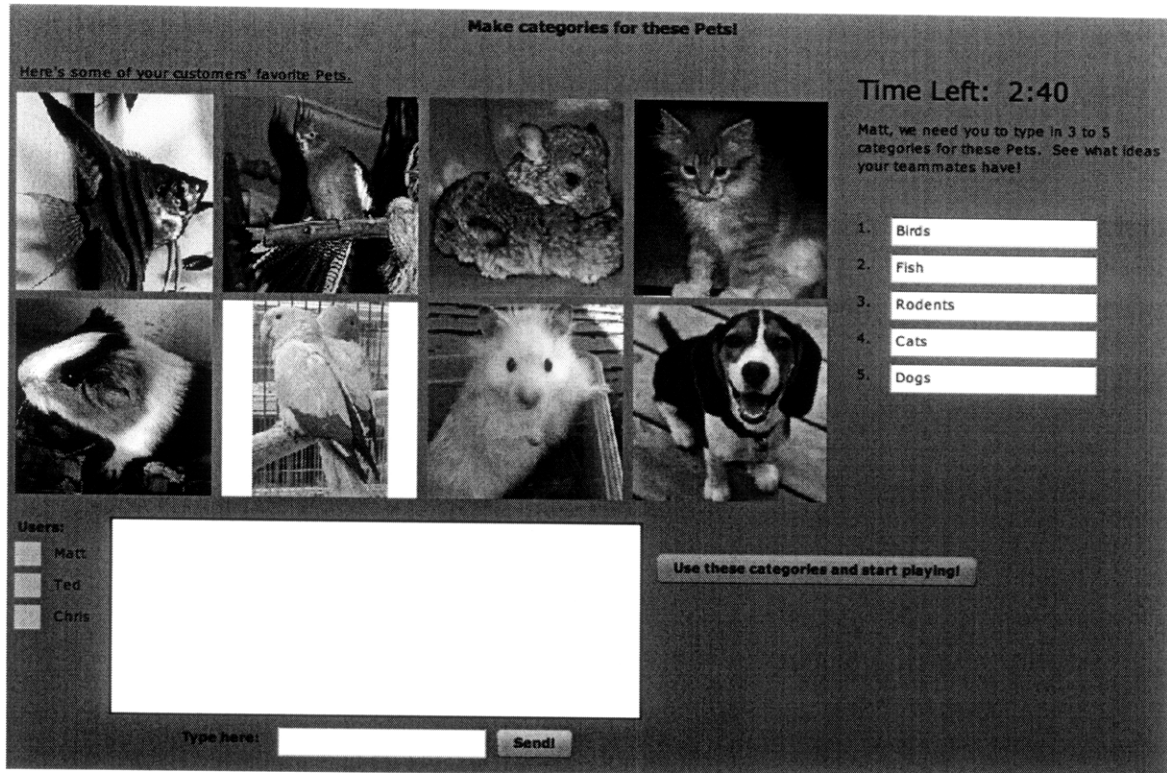 Make categories for these Pets!
Here's some of your customers' favorite Pets.
Time Left: 2:40
Matt, we need you to type in 3 to 5
categories for these Pets. See what ideas
your teammates have!
1. Birds
2. Fish
3. Rodents
4. Cats
5. Dogs
Users:
Matt
Ted
Chris
Use these categories and start playing!
Type here:
Send!